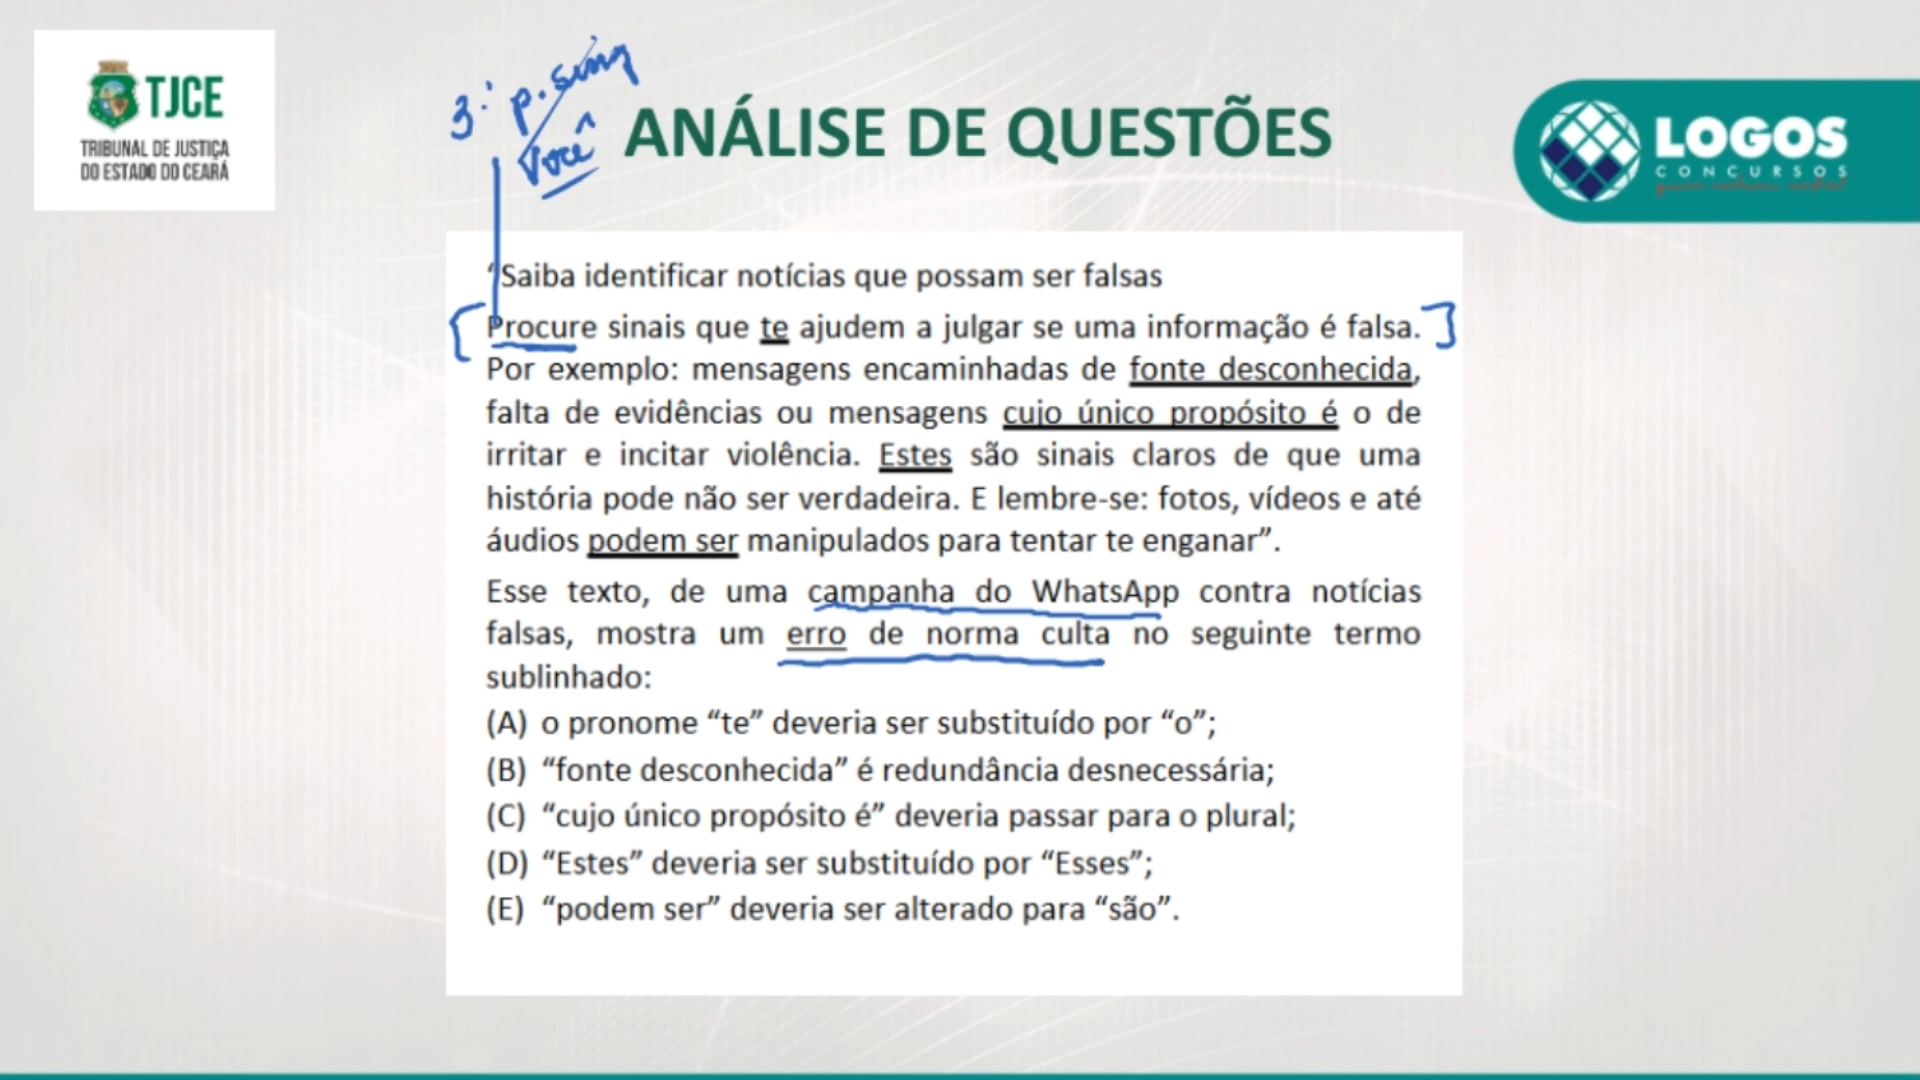 TJCE
TRIBUNAL DE JUSTIÇA
DO ESTADO DO CEARÁ
3ª p. sing
você
ANÁLISE DE QUESTÕES
LOGOS
CONCURSOS
“Saiba identificar notícias que possam ser falsas
Procure sinais que te ajudem a julgar se uma informação é falsa.
Por exemplo: mensagens encaminhadas de fonte desconhecida,
falta de evidências ou mensagens cujo único propósito é o de
irritar e incitar violência. Estes são sinais claros de que uma
história pode não ser verdadeira. E lembre-se: fotos, vídeos e até
áudios podem ser manipulados para tentar te enganar”.
Esse texto, de uma campanha do WhatsApp contra notícias
falsas, mostra um erro de norma culta no seguinte termo
sublinhado:
(A) o pronome “te” deveria ser substituído por “o”;
(B) “fonte desconhecida” é redundância desnecessária;
(C) “cujo único propósito é” deveria passar para o plural;
(D) “Estes” deveria ser substituído por “Esses”;
(E) “podem ser” deveria ser alterado para “são”.